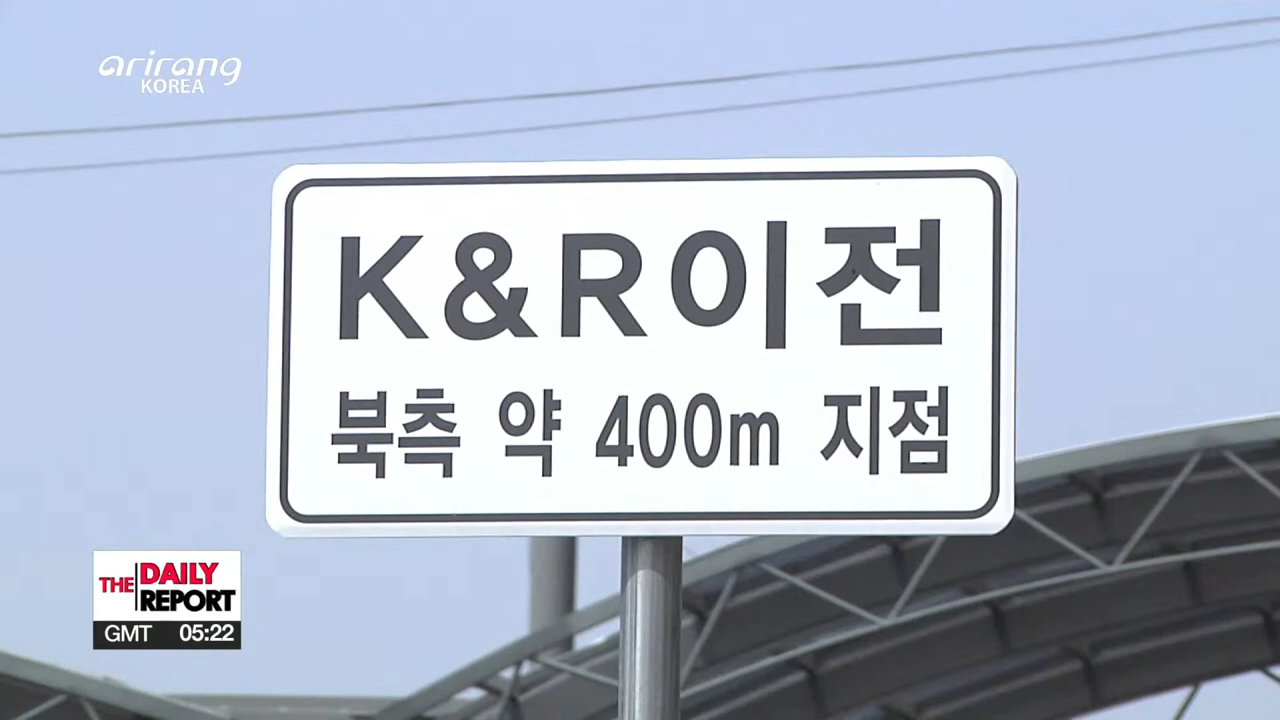 arirang
KOREA
K&R이전
북측 약 400m 지점
THE DAILY
REPORT
GMT 05:22